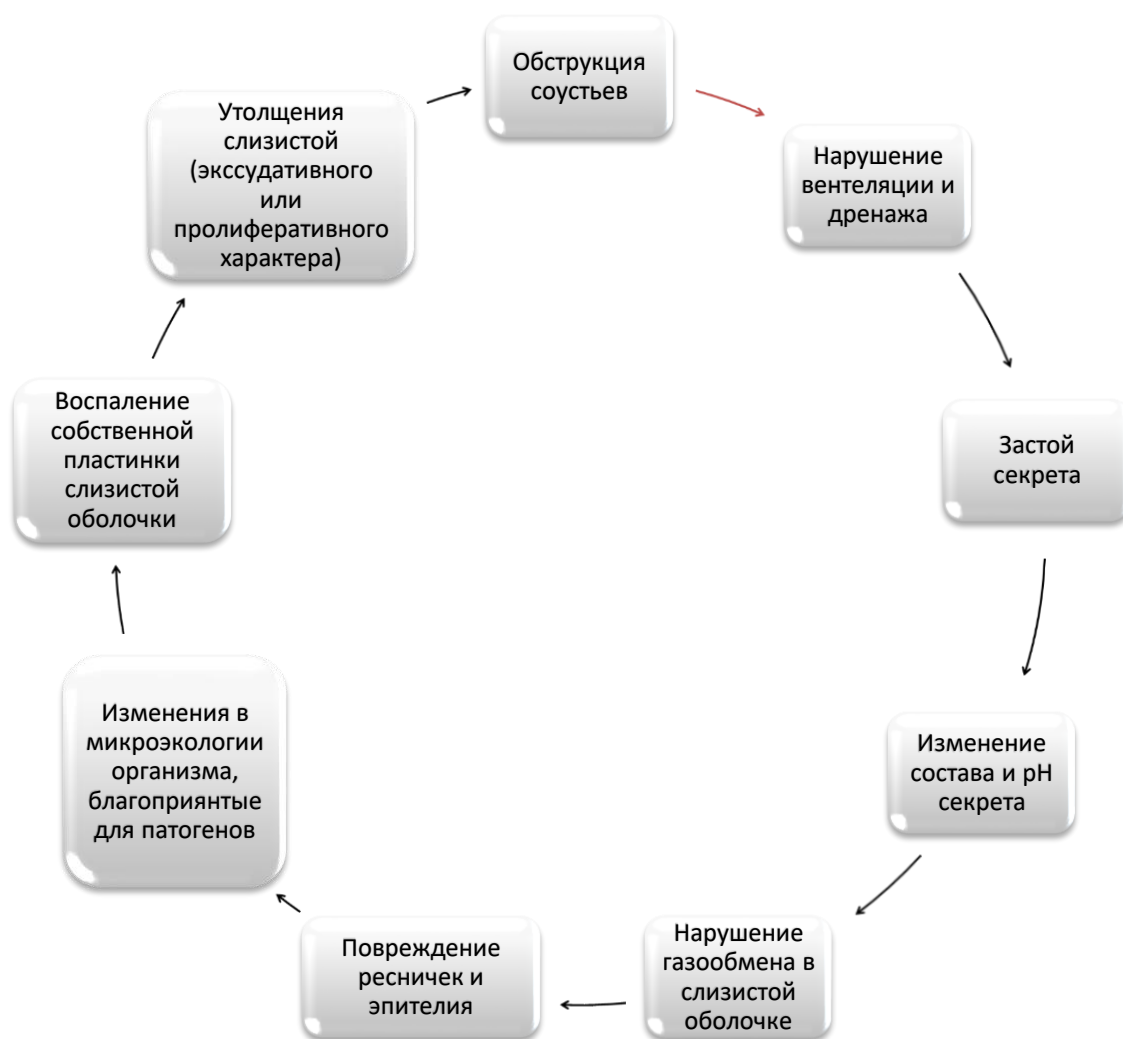 Обструкция
соустьев
Нарушение
вентеляции и
дренажа
Застой
секрета
Изменение
состава и pH
секрета
Нарушение
газообмена в
слизистой
оболочке
Повреждение
ресничек и
эпителия
Изменения в
микроэкологии
организма,
благоприянтые
для патогенов
Воспаление
собственной
пластинки
слизистой
оболочки
Утолщения
слизистой
(экссудативного
или
пролиферативного
характера)